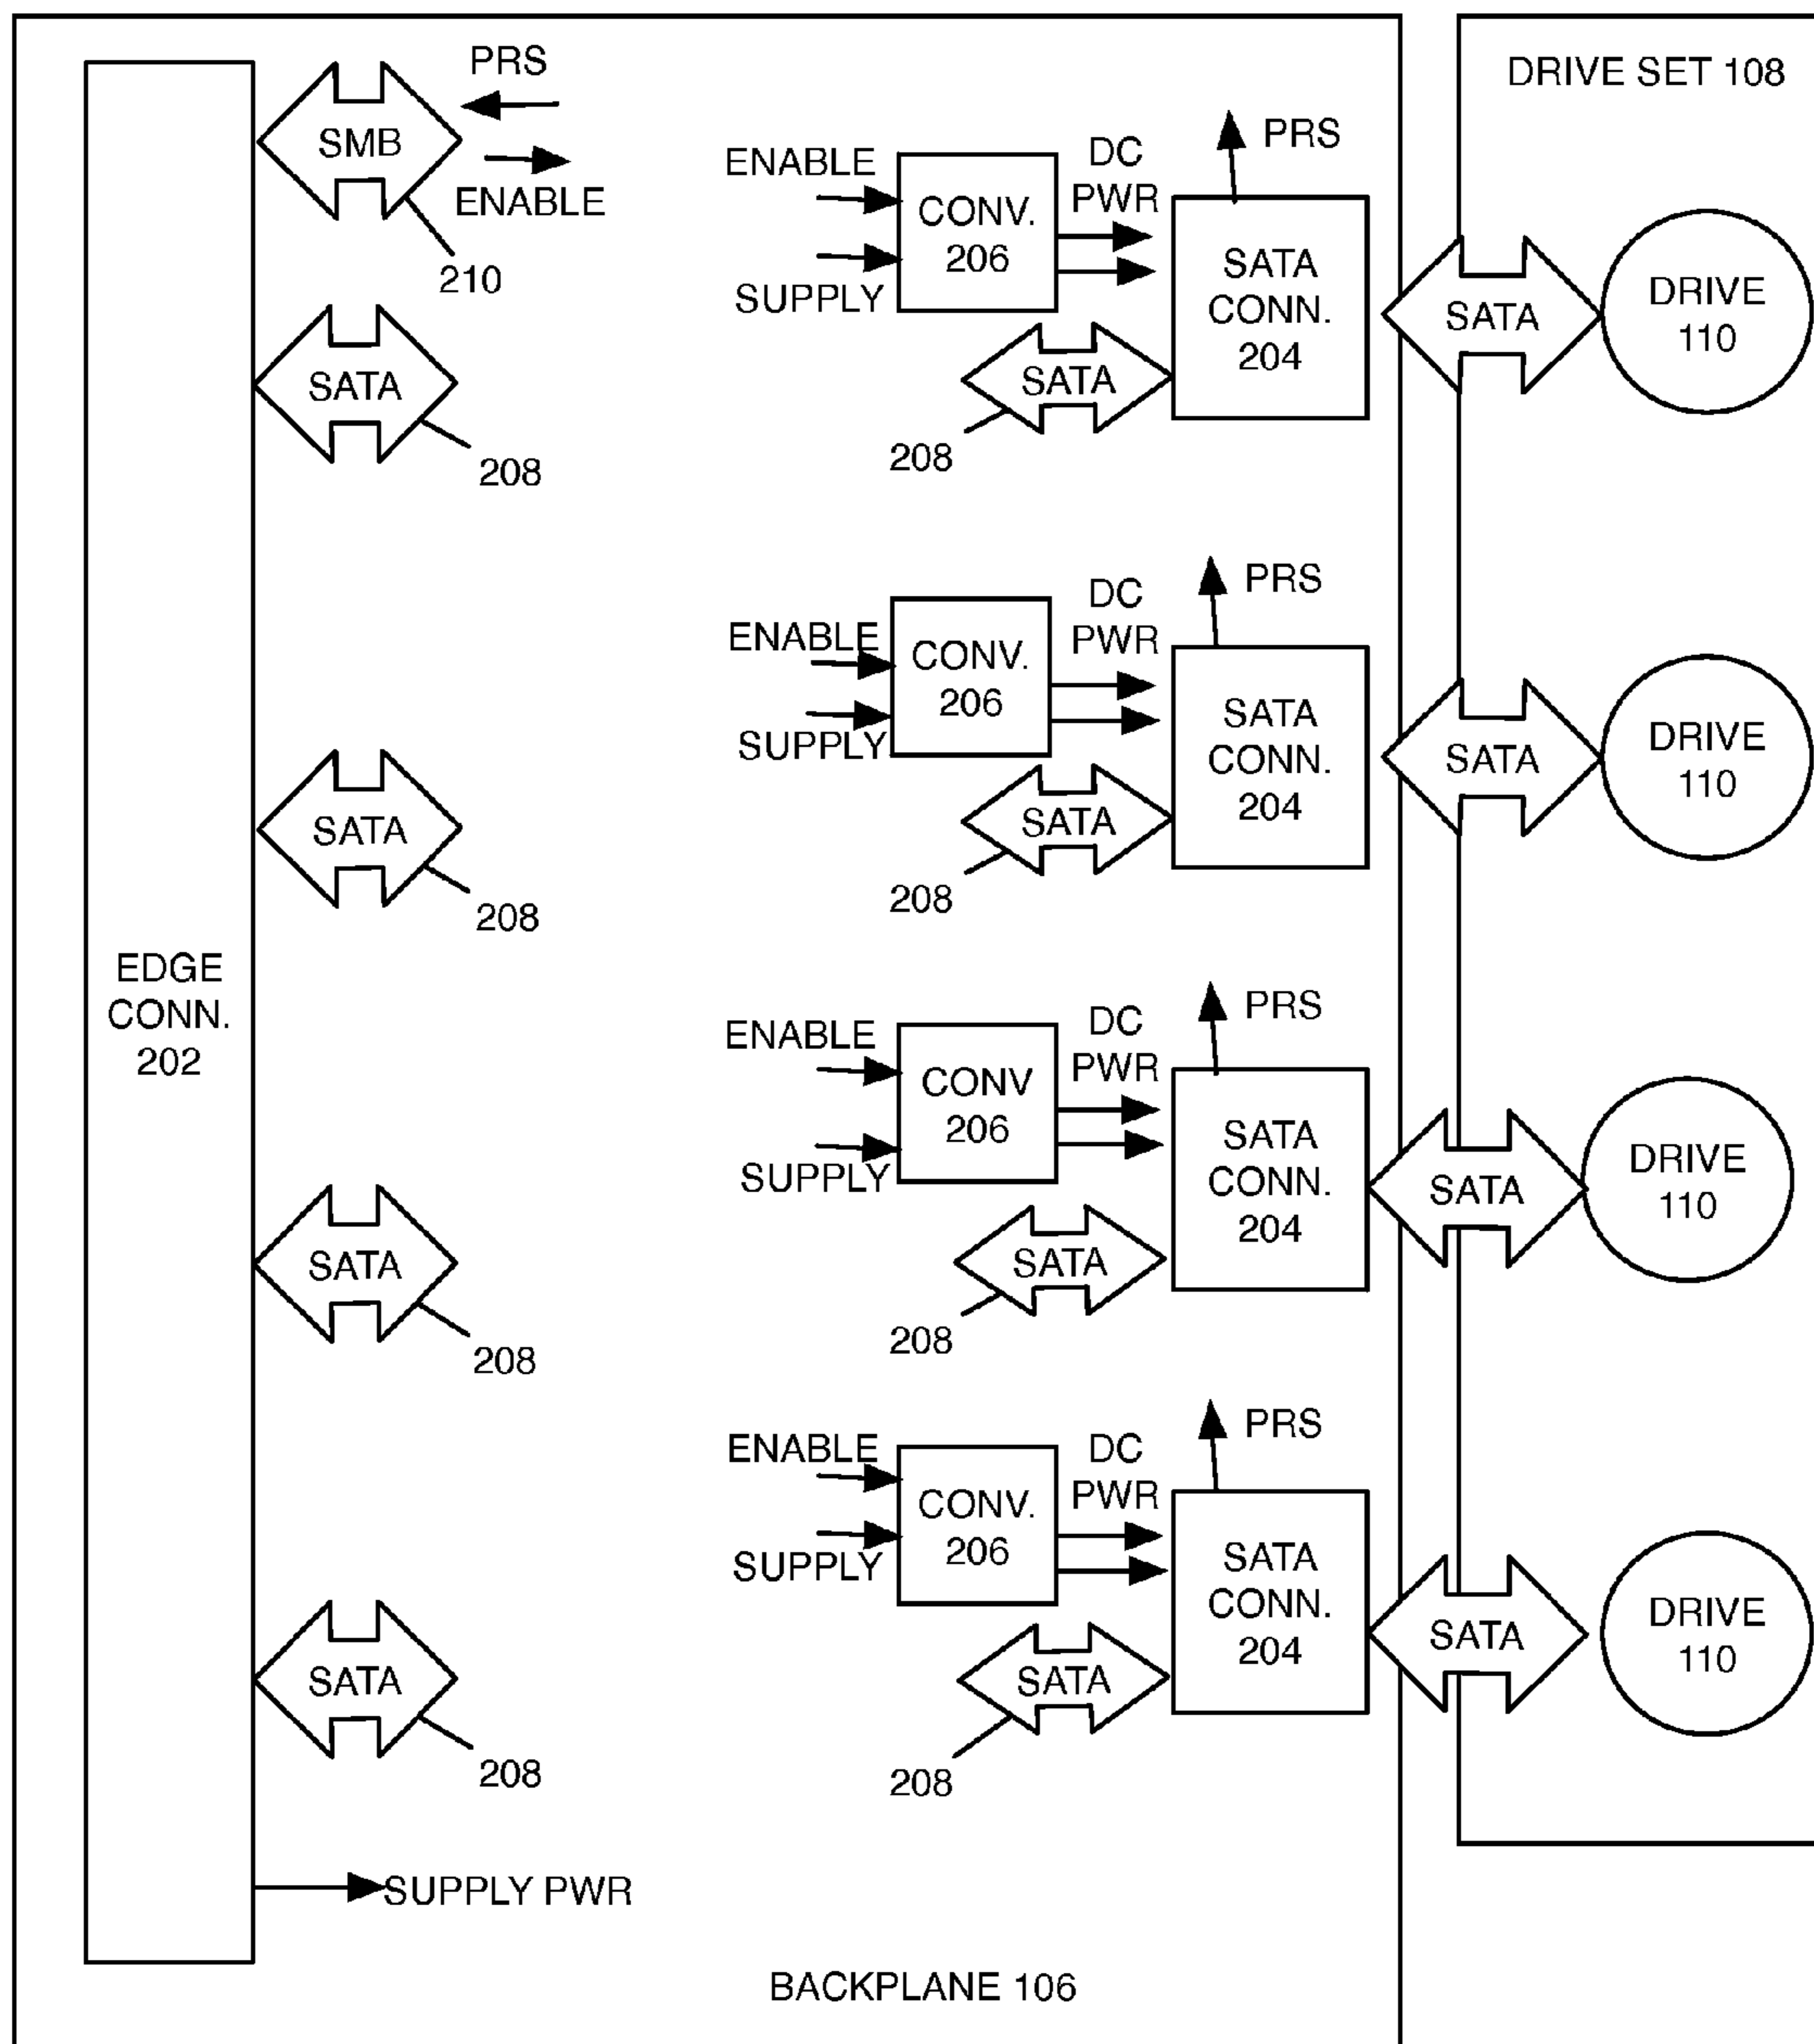 PRS
SMB
ENABLE
210
SATA
208
SATA
208
SATA
208
SATA
208
EDGE
CONN.
202
SUPPLY PWR
ENABLE
SUPPLY
CONV.
206
DC
PWR
PRS
SATA
CONN.
204
SATA
208
SATA
DRIVE SET 108
DRIVE
110
ENABLE
SUPPLY
CONV.
206
DC
PWR
PRS
SATA
CONN.
204
SATA
208
SATA
DRIVE
110
ENABLE
SUPPLY
CONV
206
DC
PWR
PRS
SATA
CONN.
204
SATA
208
SATA
DRIVE
110
ENABLE
SUPPLY
CONV.
206
DC
PWR
PRS
SATA
CONN.
204
SATA
208
SATA
DRIVE
110
BACKPLANE 106